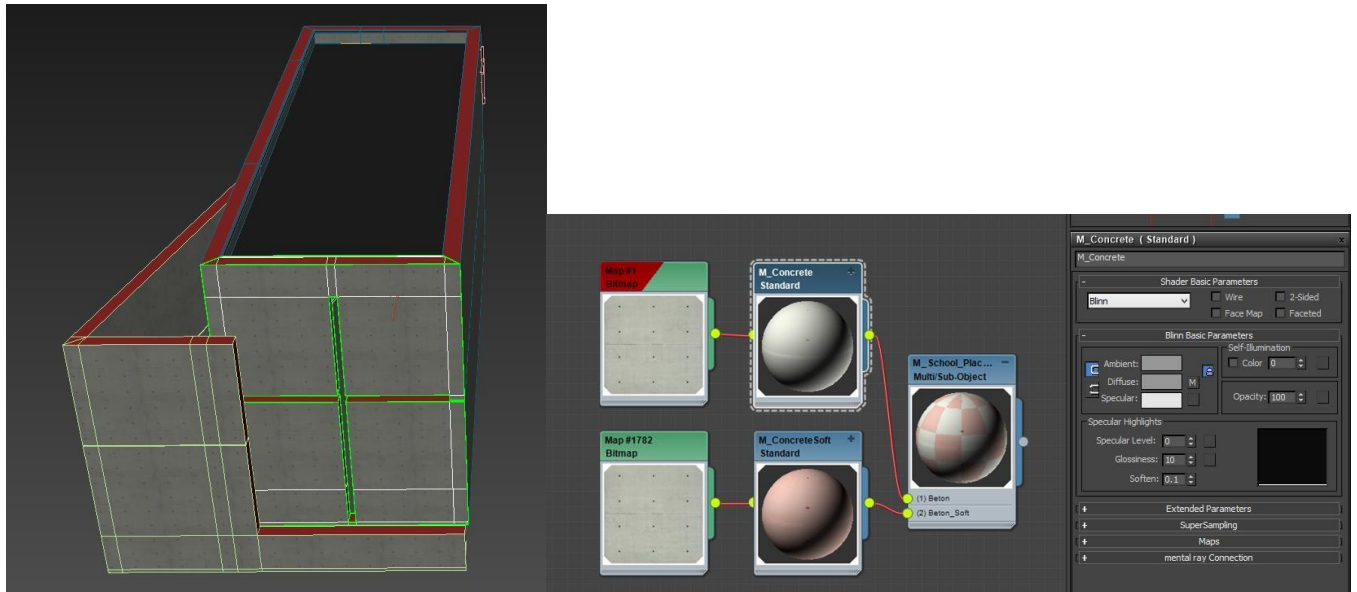 Map #1
Bitmap
M_Concrete
Standard
Map #1782
Bitmap
M_ConcreteSoft
Standard
M_School_Plac ...
Multi/Sub-Object
(1) Beton
(2) Beton_Soft
M_Concrete ( Standard )
M_Concrete
Shader Basic Parameters
Blinn
Wire
2-Sided
Face Map
Faceted
Blinn Basic Parameters
Self-Illumination
Ambient:
Color 0
Diffuse: M
Specular:
Opacity: 100
Specular Highlights
Specular Level: 0
Glossiness: 10
Soften: 0.1
Extended Parameters
SuperSampling
Maps
mental ray Connection